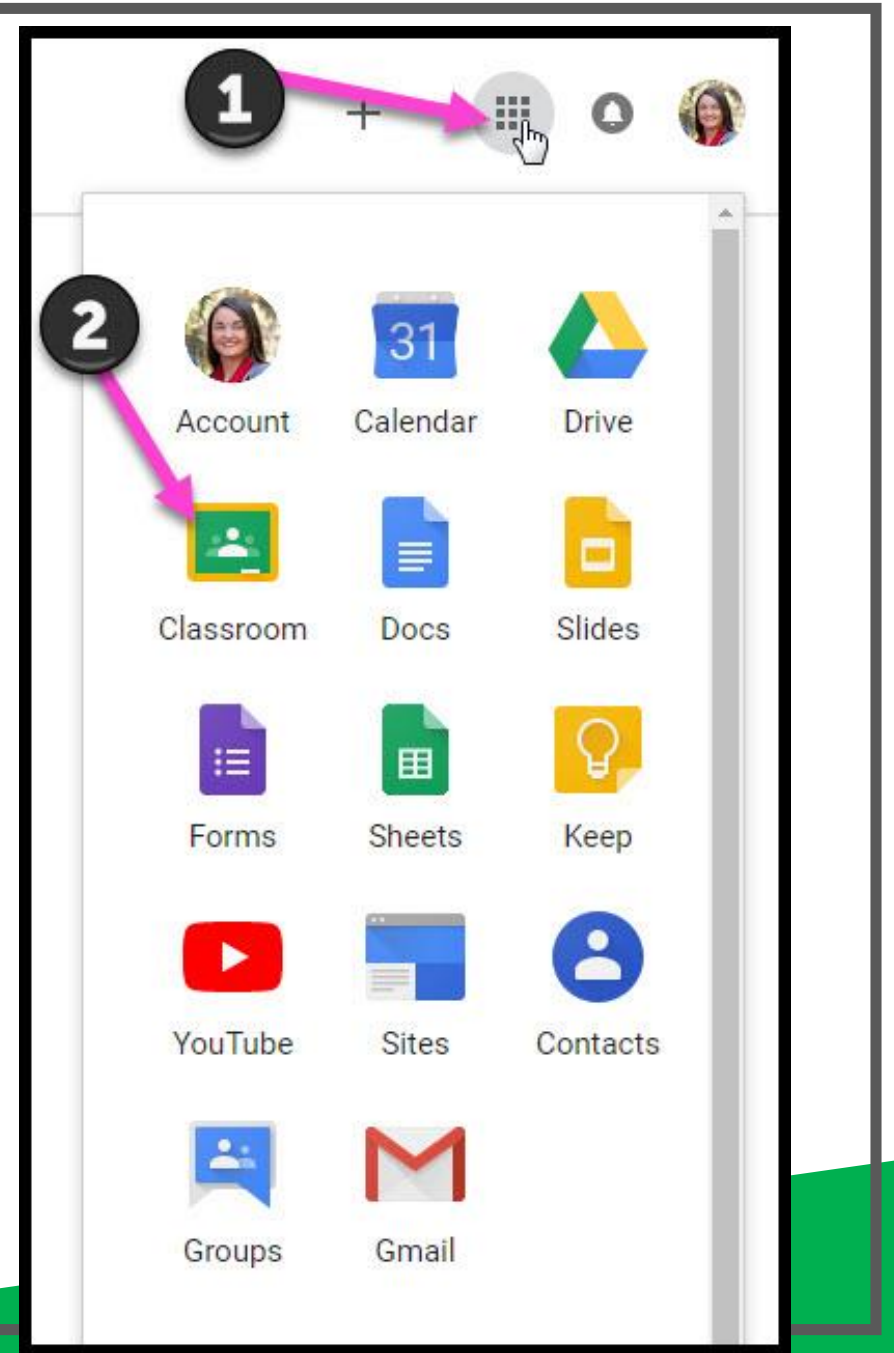 1
2
31
Account Calendar Drive
Classroom Docs Slides
Forms Sheets Keep
YouTube Sites Contacts
Groups Gmail